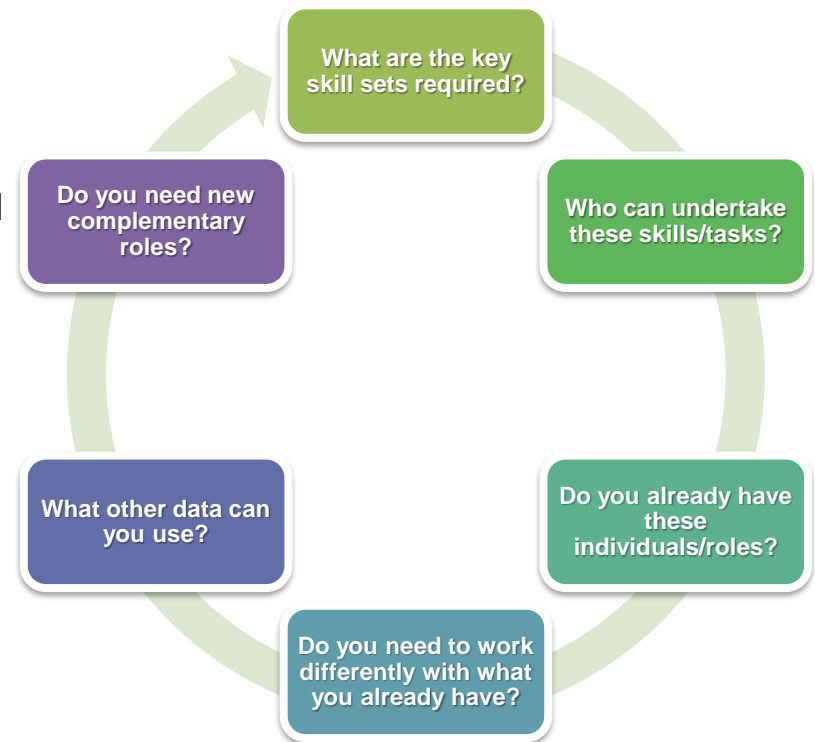 What are the key
skill sets required?
Who can undertake
these skills/tasks?
Do you already have
these
individuals/roles?
Do you need to work
differently with what
you already have?
What other data can
you use?
Do you need new
complementary
roles?